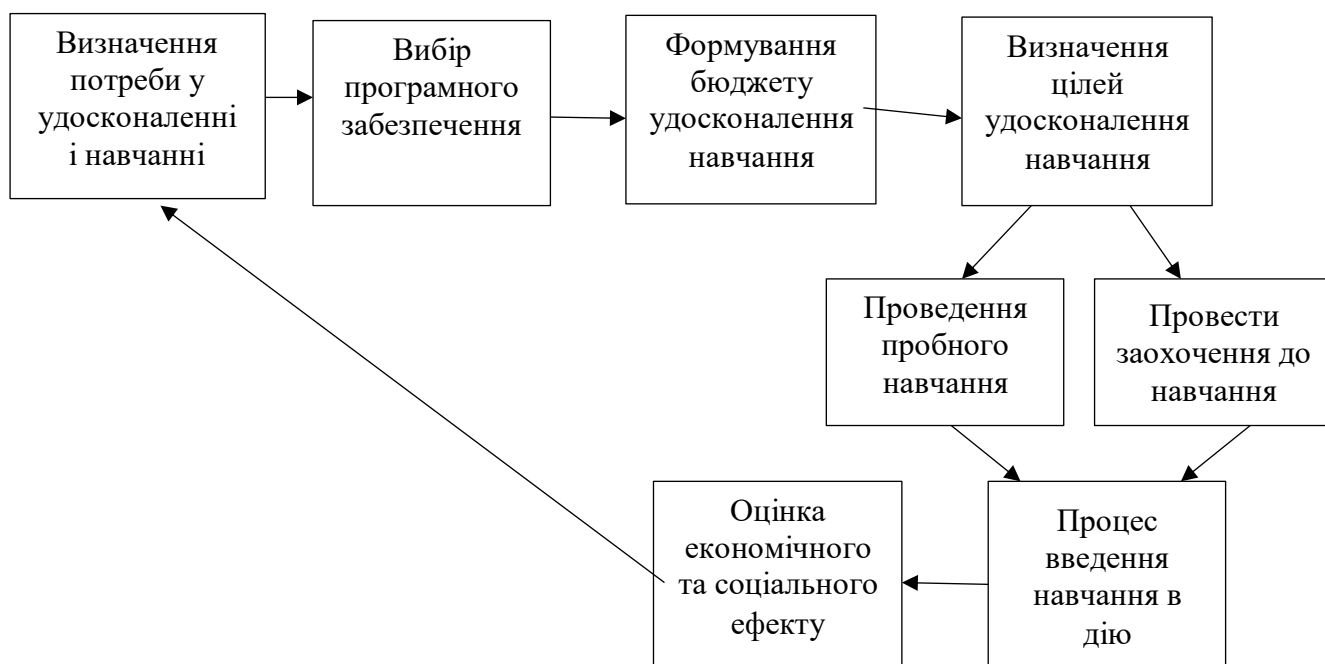 Визначення
потреби у
удосконаленні
і навчанні
Вибір
програмного
забезпечення
Формування
бюджету
удосконалення
навчання
Визначення
цілей
удосконалення
навчання
Проведення
пробного
навчання
Провести
заохочення до
навчання
Оцінка
економічного
та соціального
ефекту
Процес
введення
навчання в
дію